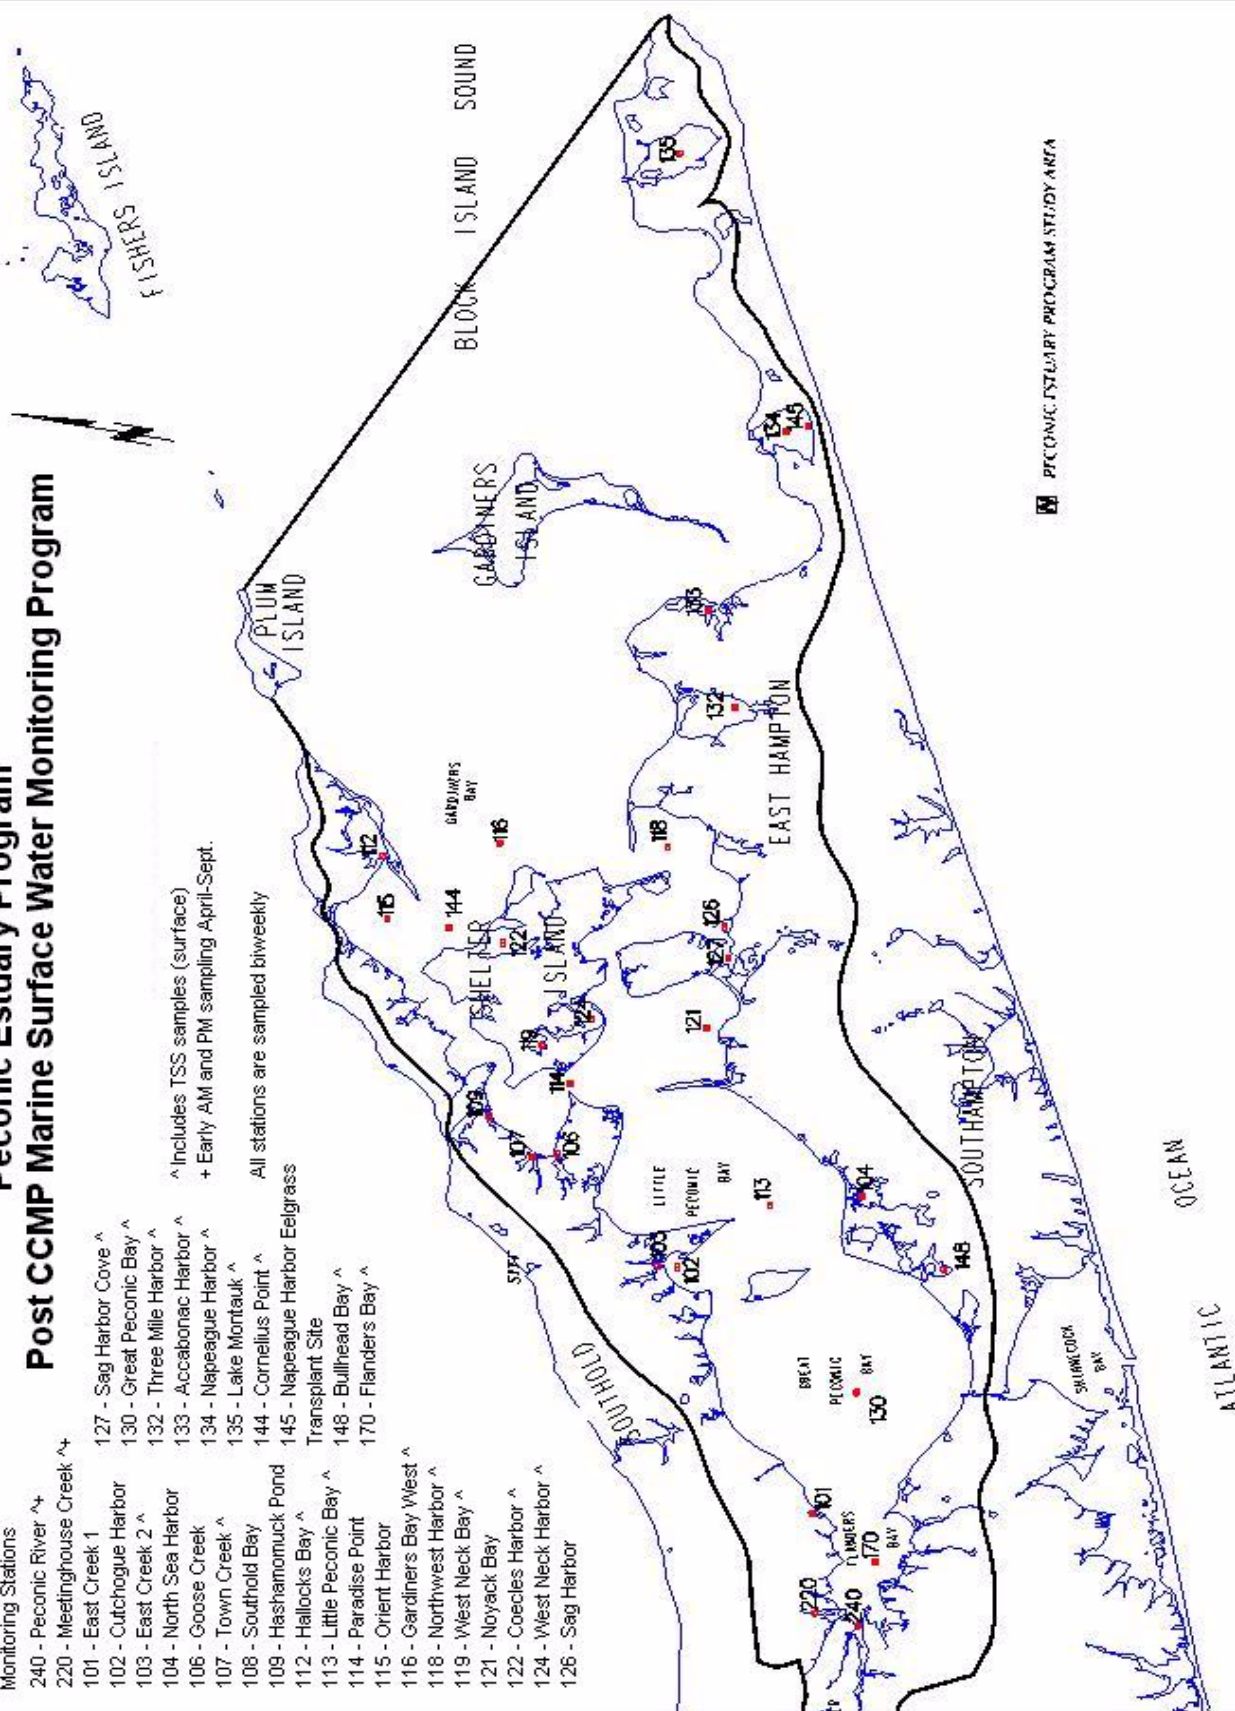 Peconic Estuary Program
Post CCMP Marine Surface Water Monitoring Program
Monitoring Stations
240 - Peconic River ^+
220 - Meetinghouse Creek ^+
101 - East Creek 1
102 - Cutchogue Harbor
103 - East Creek 2 ^
104 - North Sea Harbor
106 - Goose Creek
107 - Town Creek ^
108 - Southold Bay
109 - Hashamomuck Pond
112 - Hallocks Bay ^
113 - Little Peconic Bay ^
114 - Paradise Point
115 - Orient Harbor
116 - Gardiners Bay West ^
118 - Northwest Harbor ^
119 - West Neck Bay ^
121 - Noyack Bay
122 - Coecles Harbor ^
124 - West Neck Harbor ^
126 - Sag Harbor
127 - Sag Harbor Cove ^
130 - Great Peconic Bay ^
132 - Three Mile Harbor ^
133 - Accabonac Harbor ^
134 - Napeague Harbor ^
135 - Lake Montauk ^
144 - Cornelius Point ^
145 - Napeague Harbor Eelgrass
Transplant Site
148 - Bullhead Bay ^
170 - Flanders Bay ^
^ Includes TSS samples (surface)
+ Early AM and PM sampling April-Sept.
All stations are sampled biweekly
FISHERS ISLAND
BLOCK ISLAND SOUND
PLUM
ISLAND
GARDINERS
ISLAND
GARDINERS
BAY
SHELTER
ISLAND
EAST HAMPTON
SOUTHAMPTON
SOUTHOLD
LITTLE
PECONIC
BAY
GREAT
PECONIC
BAY
FLANDERS
BAY
SHINNECOCK
BAY
ATLANTIC
OCEAN
112
115
144
116
122
118
132
133
134
145
135
126
127
121
124
119
114
109
107
106
103
102
113
104
148
130
101
170
220
240
PECONIC ESTUARY PROGRAM STUDY AREA